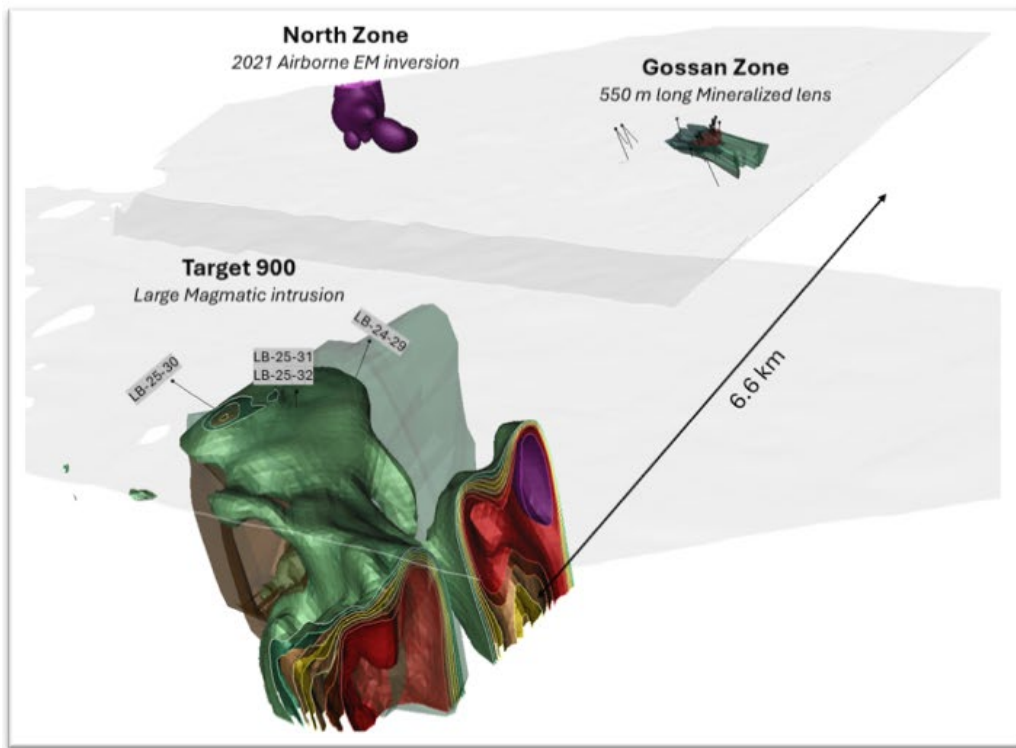 North Zone
2021 Airborne EM inversion
Gossan Zone
550 m long Mineralized lens
Target 900
Large Magmatic intrusion
LB-24-29
LB-25-30
LB-25-31
LB-25-32
6.6 km